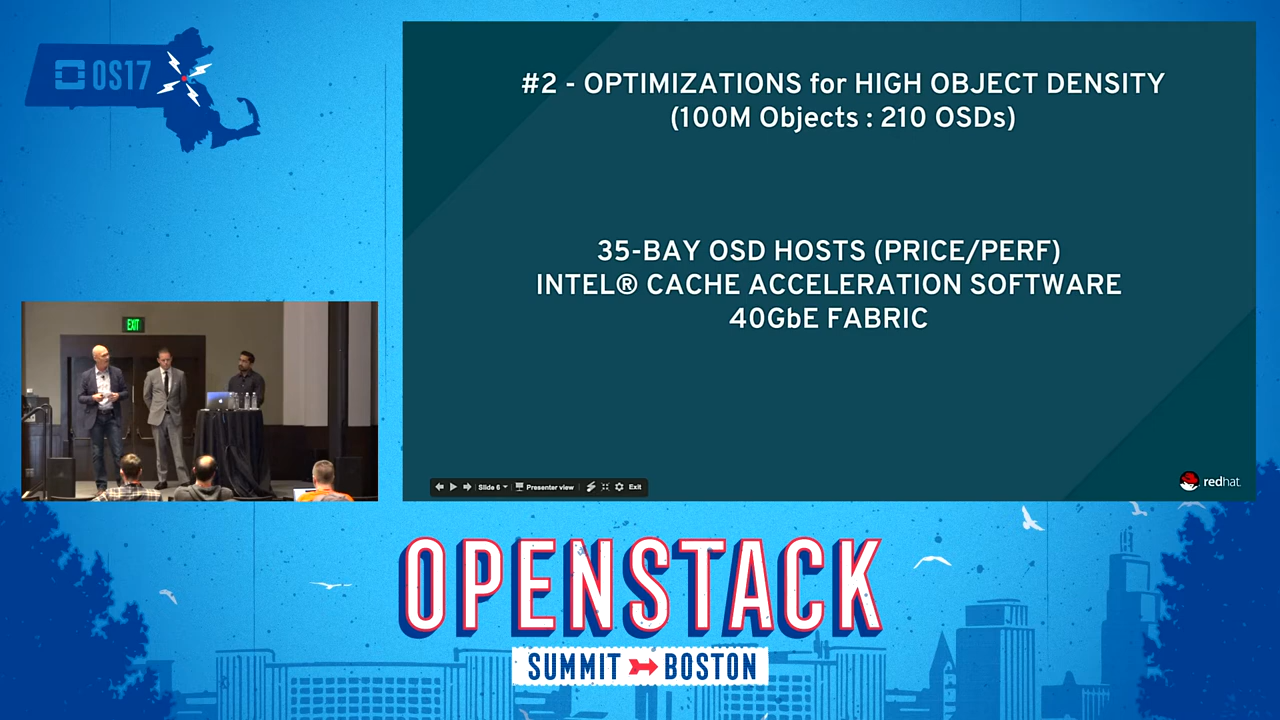 OS17
#2 - OPTIMIZATIONS for HIGH OBJECT DENSITY
(100M Objects : 210 OSDs)
35-BAY OSD HOSTS (PRICE/PERF)
INTEL® CACHE ACCELERATION SOFTWARE
40GbE FABRIC
EXIT
Slide 6
Presenter view
Exit
redhat.
OPENSTACK
SUMMIT BOSTON